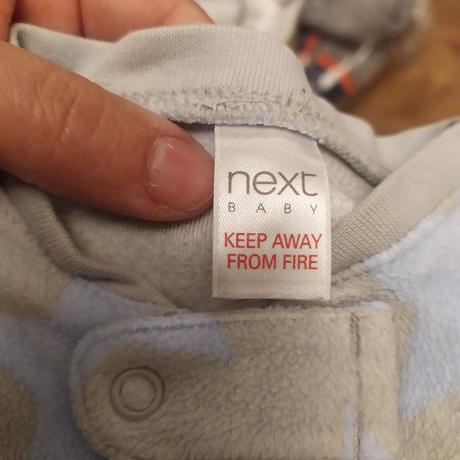 next
BABY
KEEP AWAY
FROM FIRE